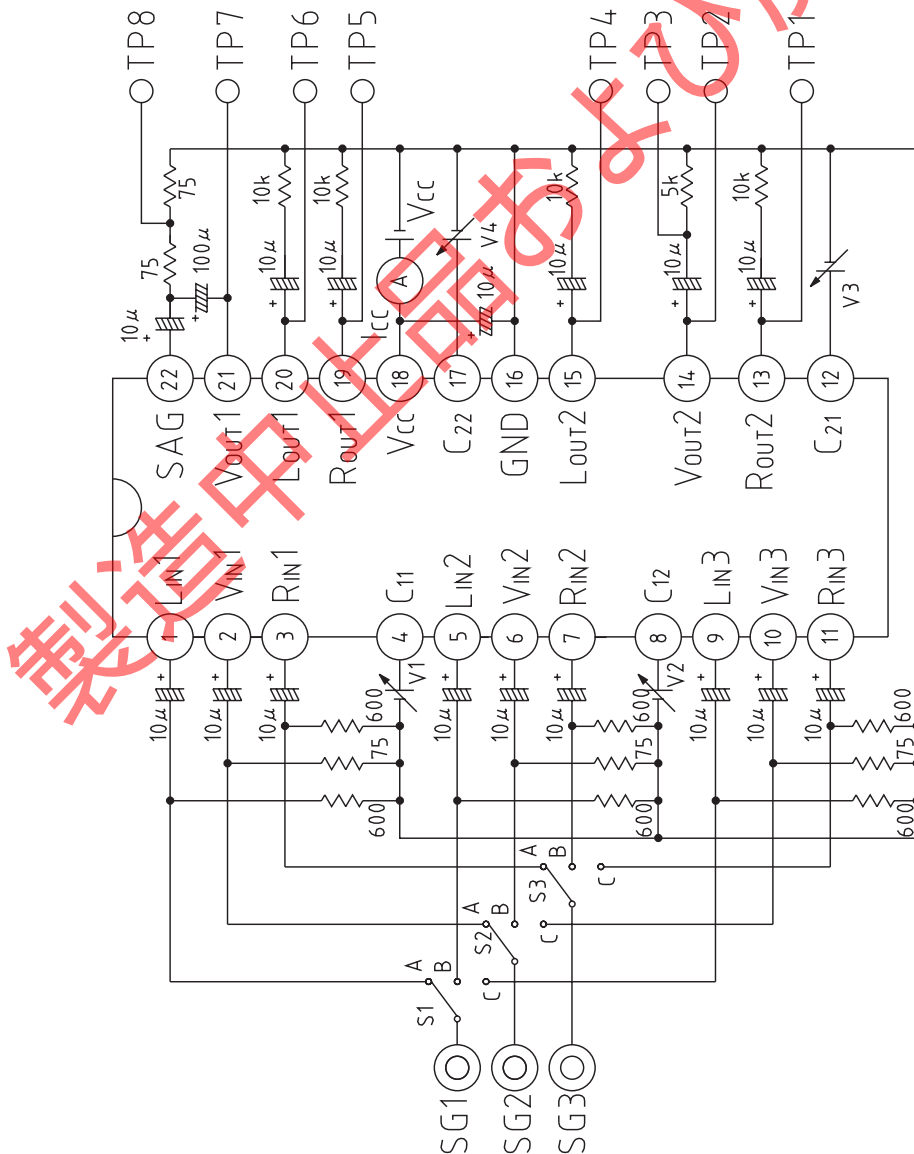 TP8
TP7
TP6
TP5
TP4
TP3
TP2
TP1
75
75
100μ
10μ
+
+
10k
10μ
+
10k
10μ
+
VCC
A
ICC
V4
10μ
+
10k
10μ
+
5k
10μ
+
10k
10μ
+
V3
22
21
20
19
18
17
16
15
14
13
12
SAG
VOUT1
LOUT1
ROUT1
VCC
C22
GND
LOUT2
VOUT2
ROUT2
C21
LIN1
VIN1
RIN1
C11
LIN2
VIN2
RIN2
C12
LIN3
VIN3
RIN3
1
2
3
4
5
6
7
8
9
10
11
10μ +
10μ +
10μ +
V1
10μ +
10μ +
10μ +
V2
10μ +
10μ +
10μ +
600
75
600
600
75
600
600
75
600
A
B
C
S1
A
B
C
S2
A
B
C
S3
SG1
SG2
SG3
製造中止品および